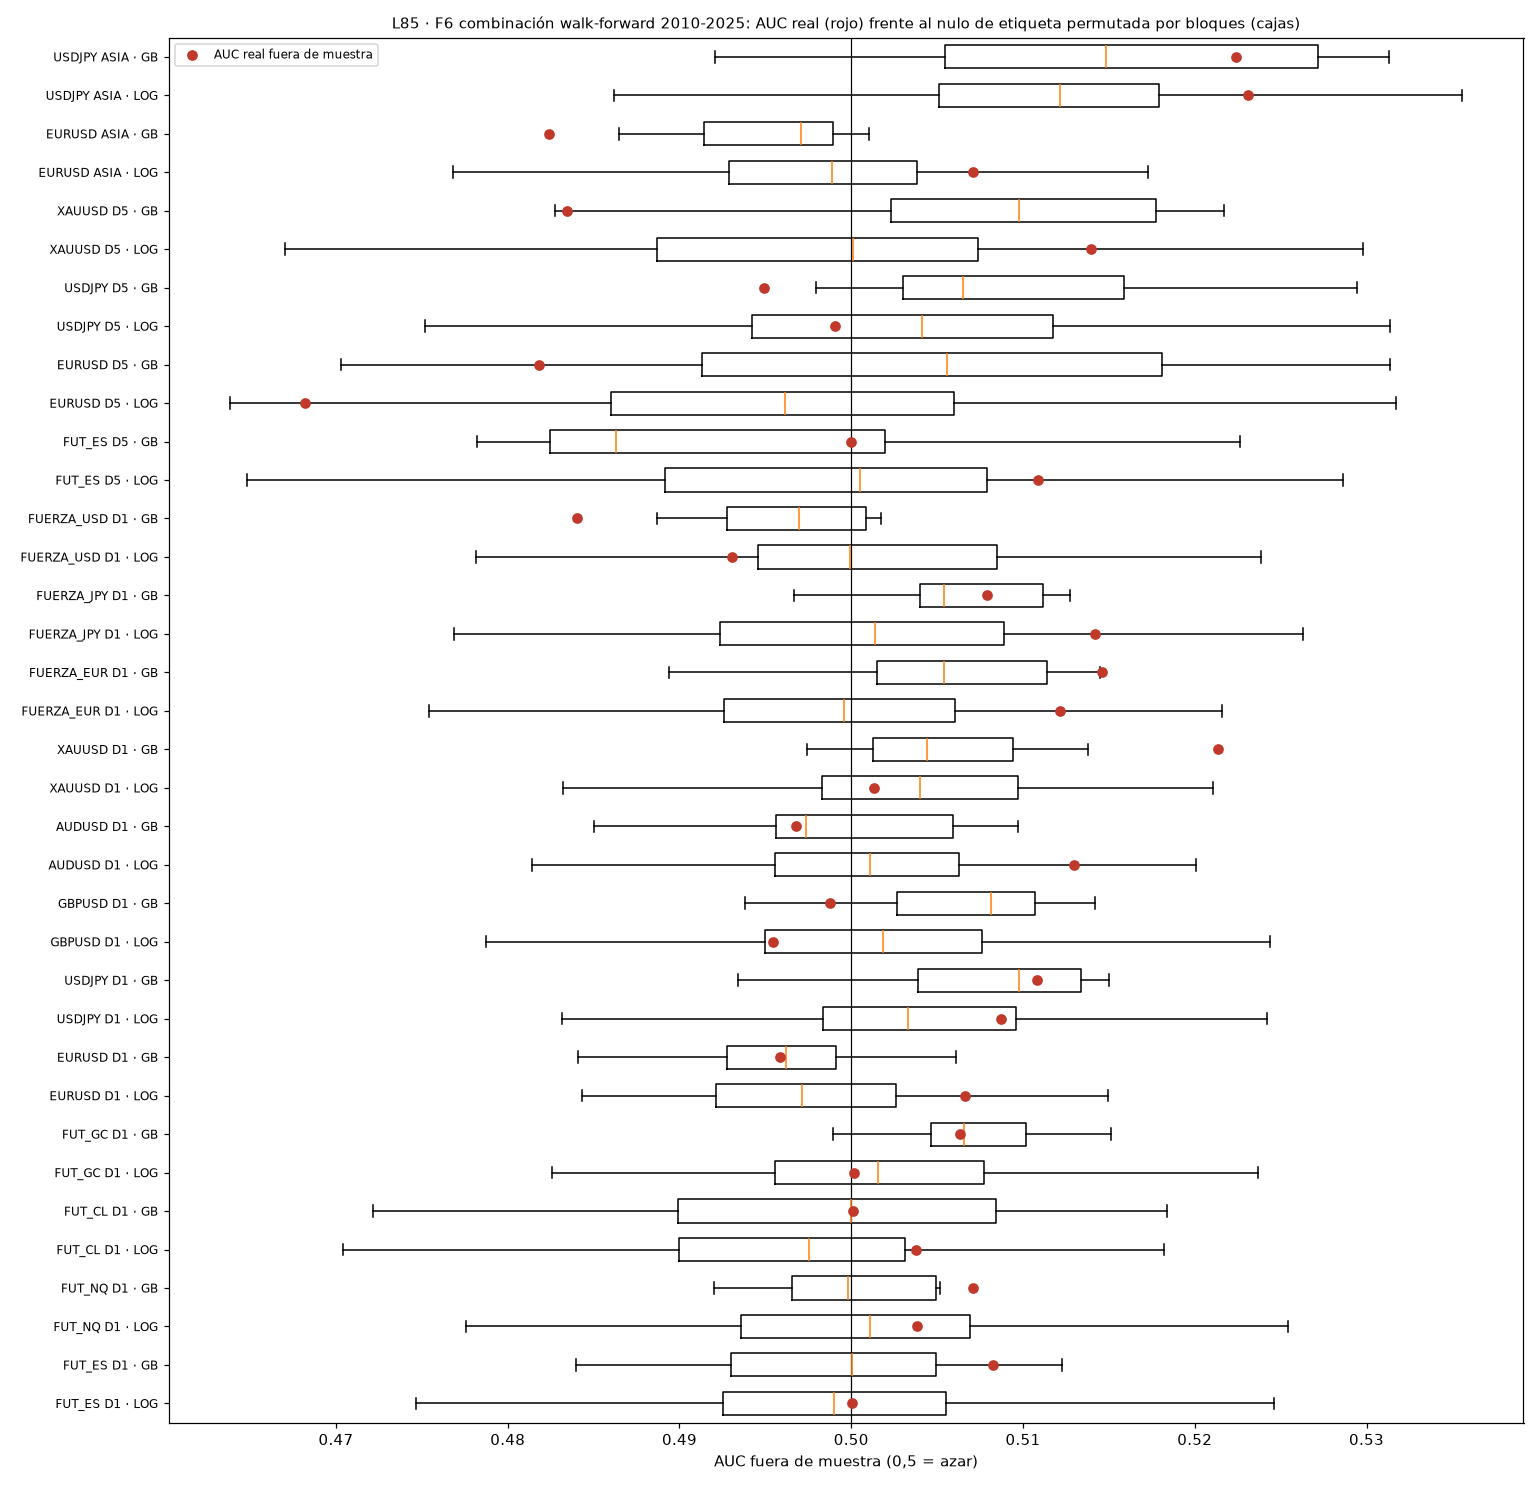 L85 · F6 combinación walk-forward 2010-2025: AUC real (rojo) frente al nulo de etiqueta permutada por bloques (cajas)
AUC real fuera de muestra
USDJPY ASIA · GB
USDJPY ASIA · LOG
EURUSD ASIA · GB
EURUSD ASIA · LOG
XAUUSD D5 · GB
XAUUSD D5 · LOG
USDJPY D5 · GB
USDJPY D5 · LOG
EURUSD D5 · GB
EURUSD D5 · LOG
FUT_ES D5 · GB
FUT_ES D5 · LOG
FUERZA_USD D1 · GB
FUERZA_USD D1 · LOG
FUERZA_JPY D1 · GB
FUERZA_JPY D1 · LOG
FUERZA_EUR D1 · GB
FUERZA_EUR D1 · LOG
XAUUSD D1 · GB
XAUUSD D1 · LOG
AUDUSD D1 · GB
AUDUSD D1 · LOG
GBPUSD D1 · GB
GBPUSD D1 · LOG
USDJPY D1 · GB
USDJPY D1 · LOG
EURUSD D1 · GB
EURUSD D1 · LOG
FUT_GC D1 · GB
FUT_GC D1 · LOG
FUT_CL D1 · GB
FUT_CL D1 · LOG
FUT_NQ D1 · GB
FUT_NQ D1 · LOG
FUT_ES D1 · GB
FUT_ES D1 · LOG
0.47 0.48 0.49 0.50 0.51 0.52 0.53
AUC fuera de muestra (0,5 = azar)